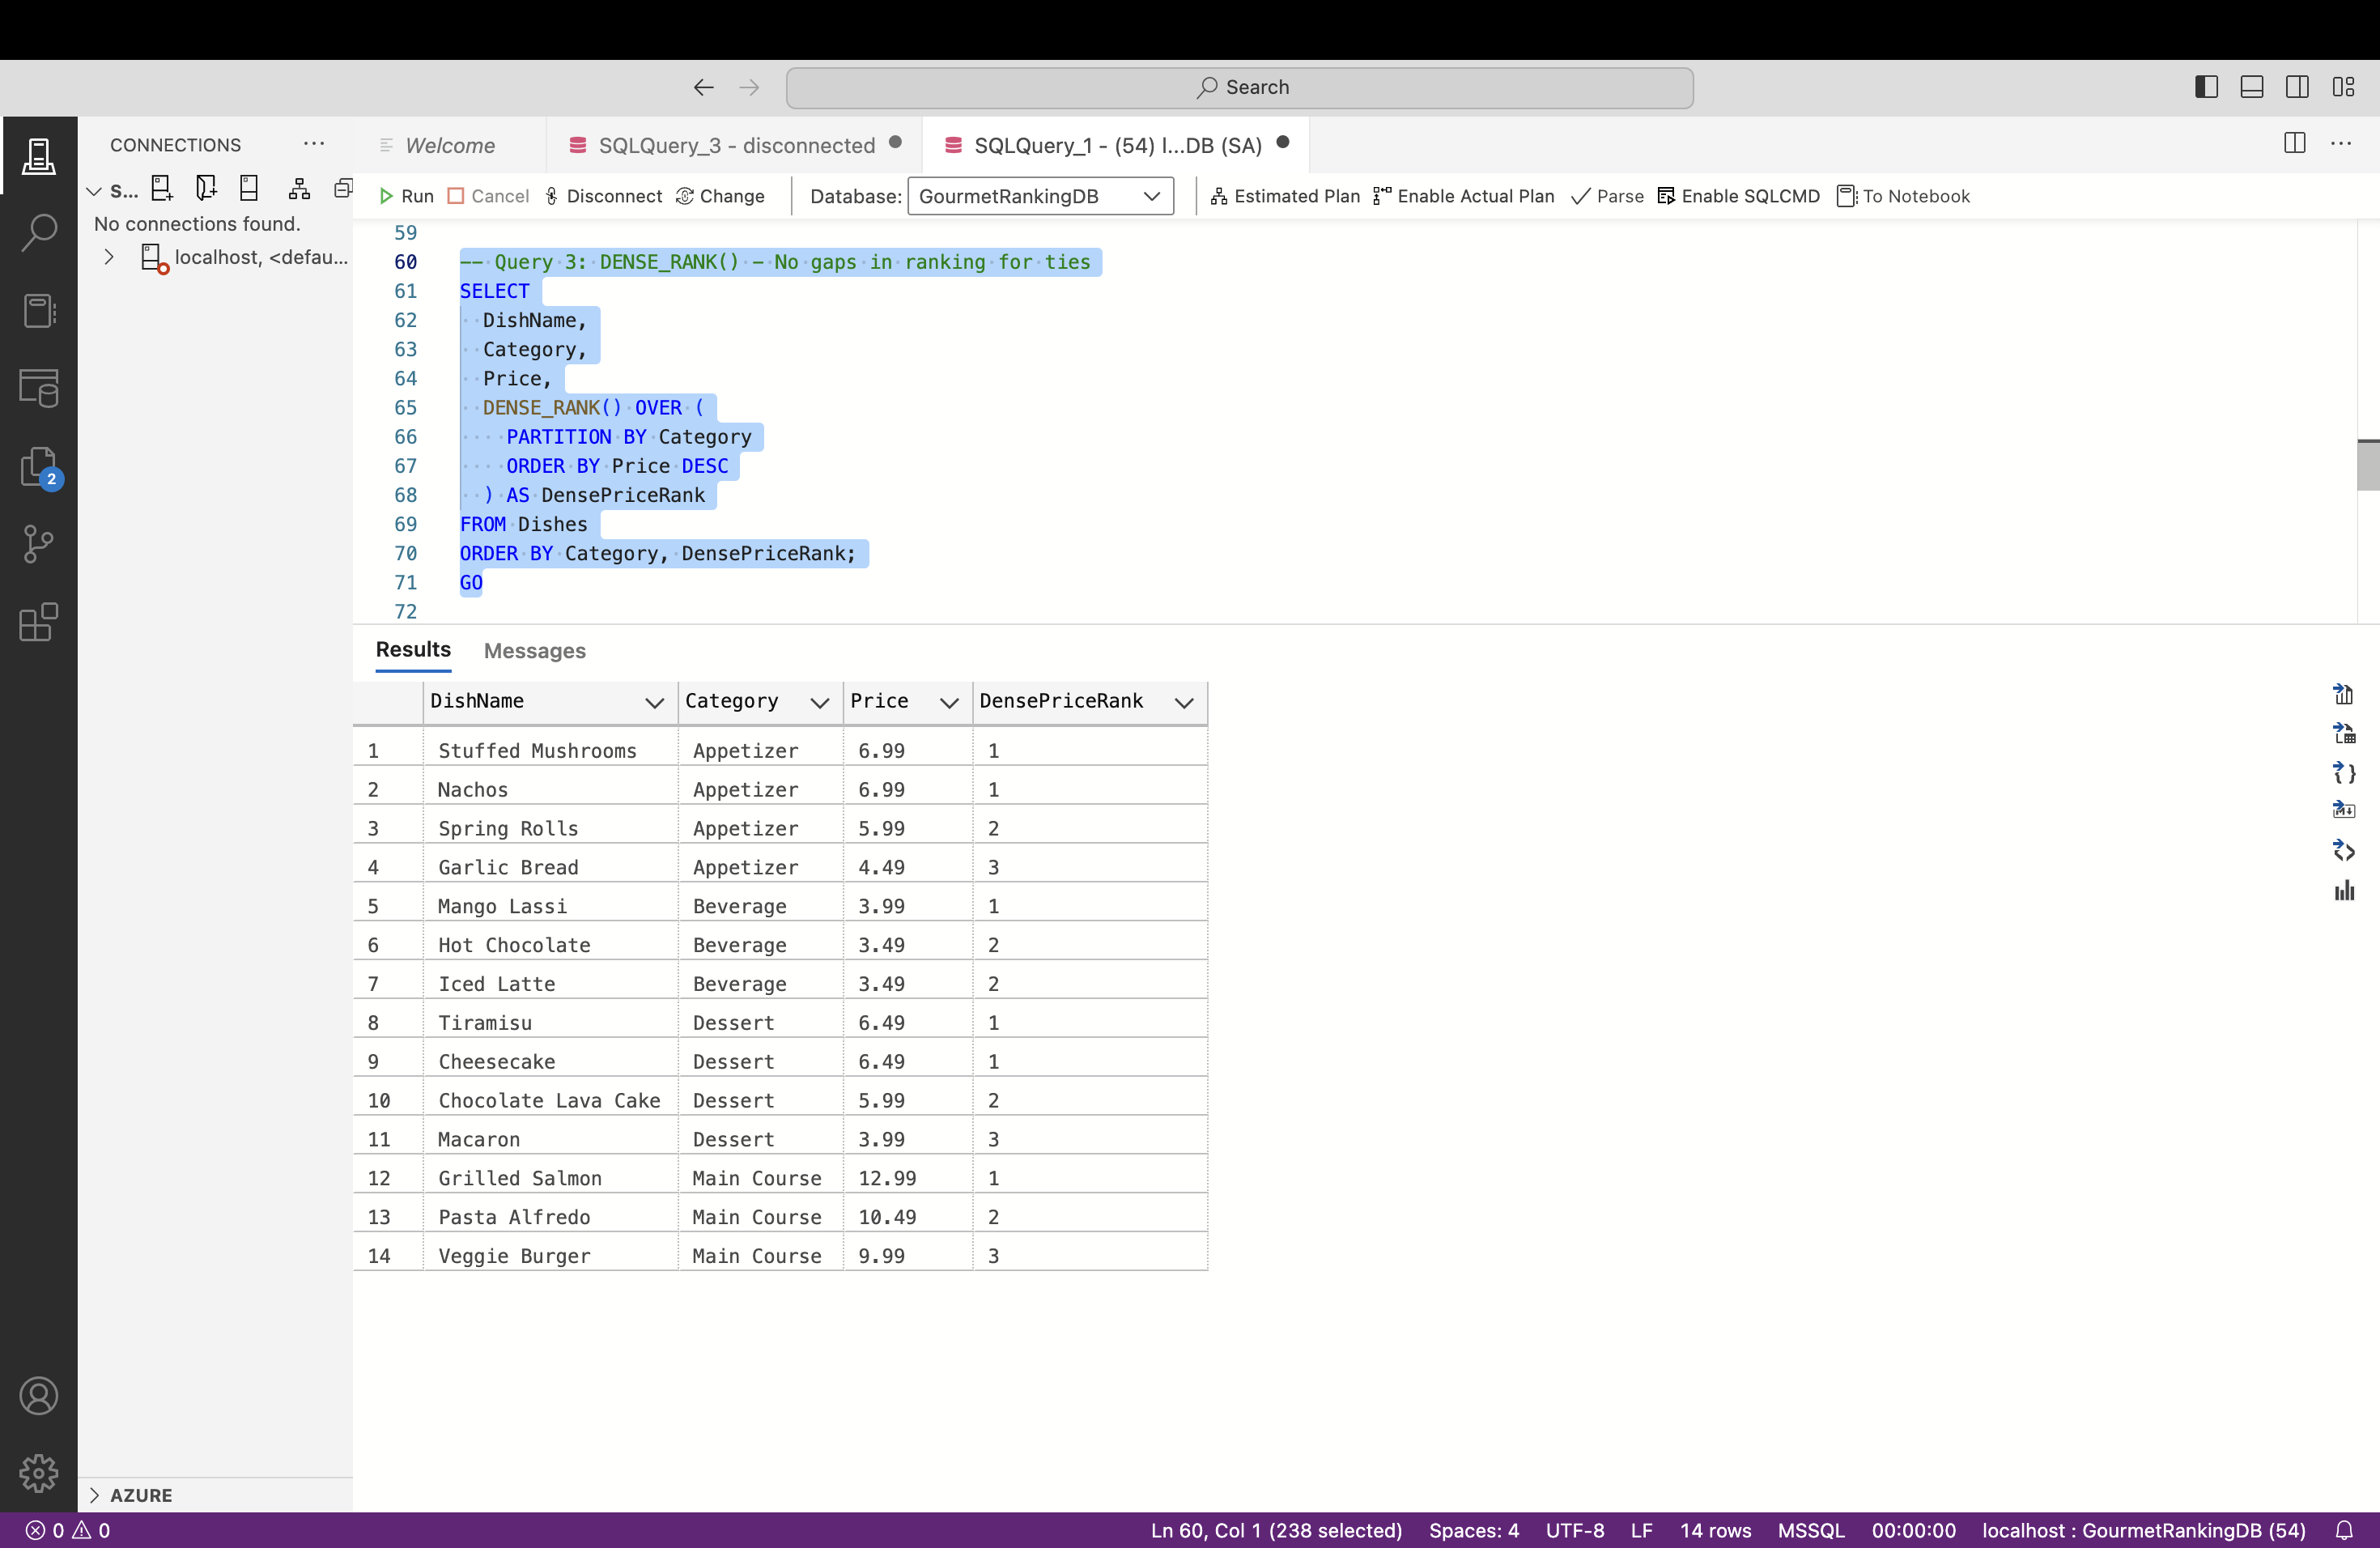 Search
CONNECTIONS
Welcome
SQLQuery_3 - disconnected
SQLQuery_1 - (54) l...DB (SA)
S...
Run
Cancel
Disconnect
Change
Database:
GourmetRankingDB
Estimated Plan
Enable Actual Plan
Parse
Enable SQLCMD
To Notebook
No connections found.
localhost, <defau...
2
59
60 -- Query 3: DENSE_RANK() – No gaps in ranking for ties
61 SELECT
62 DishName,
63 Category,
64 Price,
65 DENSE_RANK() OVER (
66 PARTITION BY Category
67 ORDER BY Price DESC
68 ) AS DensePriceRank
69 FROM Dishes
70 ORDER BY Category, DensePriceRank;
71 GO
72
Results Messages
DishName Category Price DensePriceRank
1 Stuffed Mushrooms Appetizer 6.99 1
2 Nachos Appetizer 6.99 1
3 Spring Rolls Appetizer 5.99 2
4 Garlic Bread Appetizer 4.49 3
5 Mango Lassi Beverage 3.99 1
6 Hot Chocolate Beverage 3.49 2
7 Iced Latte Beverage 3.49 2
8 Tiramisu Dessert 6.49 1
9 Cheesecake Dessert 6.49 1
10 Chocolate Lava Cake Dessert 5.99 2
11 Macaron Dessert 3.99 3
12 Grilled Salmon Main Course 12.99 1
13 Pasta Alfredo Main Course 10.49 2
14 Veggie Burger Main Course 9.99 3
AZURE
0 0
Ln 60, Col 1 (238 selected) Spaces: 4 UTF-8 LF 14 rows MSSQL 00:00:00 localhost : GourmetRankingDB (54)